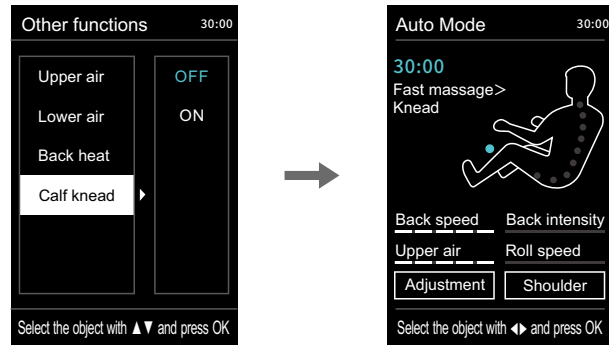 Other functions 30:00
Upper air OFF
Lower air ON
Back heat
Calf knead
Select the object with ▲▼ and press OK
Auto Mode 30:00
30:00
Fast massage>
Knead
Back speed Back intensity
Upper air Roll speed
Adjustment Shoulder
Select the object with ◀▶ and press OK